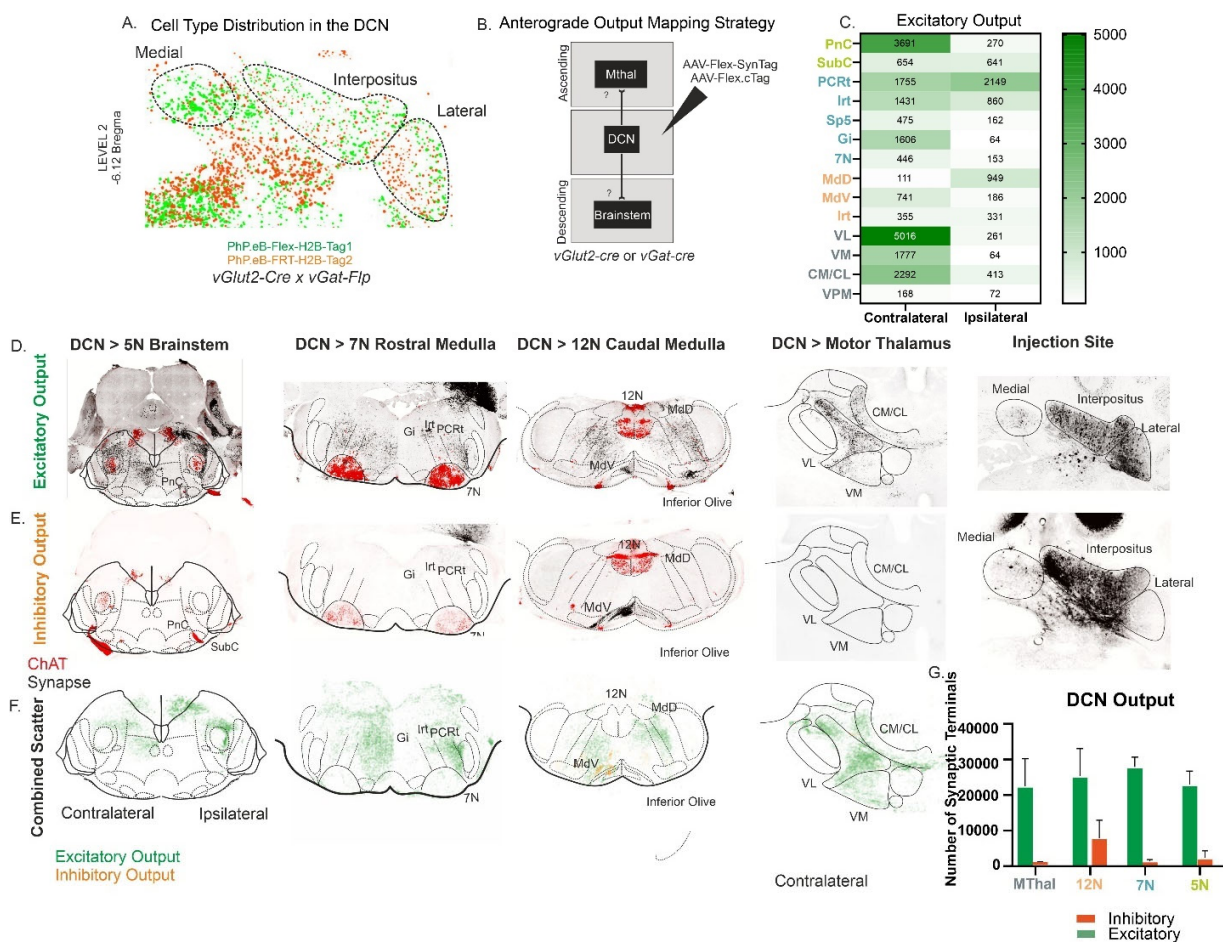 A. Cell Type Distribution in the DCN
Medial
Interpositus
Lateral
LEVEL 2
-6.12 Bregma
PhP.eB-Flex-H2B-Tag1
PhP.eB-FRT-H2B-Tag2
vGlut2-Cre x vGat-Flp
B. Anterograde Output Mapping Strategy
Ascending
Mthal
?
DCN
?
Brainstem
Descending
AAV-Flex-SynTag
AAV-Flex.cTag
vGlut2-cre or vGat-cre
C. Excitatory Output
PnC 3691 270
SubC 654 641
PCRt 1755 2149
Irt 1431 860
Sp5 475 162
Gi 1606 64
7N 446 153
MdD 111 949
MdV 741 186
Irt 355 331
VL 5016 261
VM 1777 64
CM/CL 2292 413
VPM 168 72
Contralateral Ipsilateral
5000
4000
3000
2000
1000
D.
DCN > 5N Brainstem
DCN > 7N Rostral Medulla
DCN > 12N Caudal Medulla
DCN > Motor Thalamus
Injection Site
Excitatory Output
PnC
Gi
Irt
PCRt
7N
12N
MdD
MdV
Inferior Olive
CM/CL
VL
VM
Medial
Interpositus
Lateral
E.
Inhibitory Output
PnC
SubC
Gi
Irt
PCRt
7N
12N
MdD
MdV
Inferior Olive
CM/CL
VL
VM
Medial
Interpositus
Lateral
ChAT
Synapse
F.
Combined Scatter
Contralateral Ipsilateral
Gi
Irt
PCRt
7N
12N
MdD
MdV
Inferior Olive
CM/CL
VL
VM
Contralateral
Excitatory Output
Inhibitory Output
G.
DCN Output
Number of Synaptic Terminals
40000
30000
20000
10000
0
MThal 12N 7N 5N
Inhibitory
Excitatory